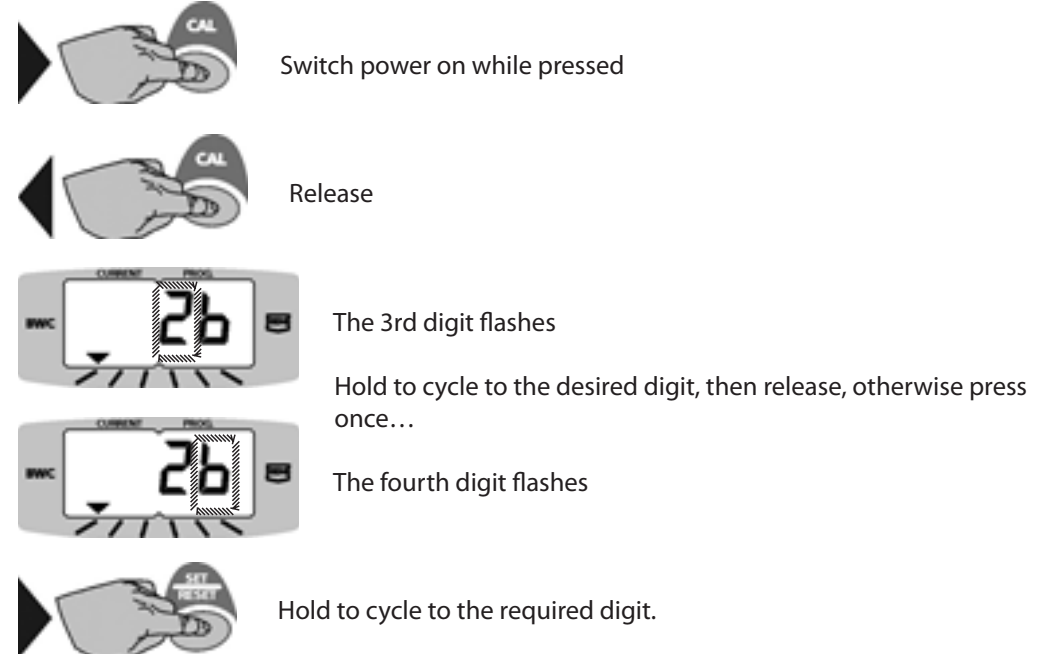 CAL
Switch power on while pressed
CAL
Release
CURRENT PROG.
BWC 2b
The 3rd digit flashes
Hold to cycle to the desired digit, then release, otherwise press
once…
CURRENT PROG.
BWC 2b
The fourth digit flashes
SET
RESET
Hold to cycle to the required digit.